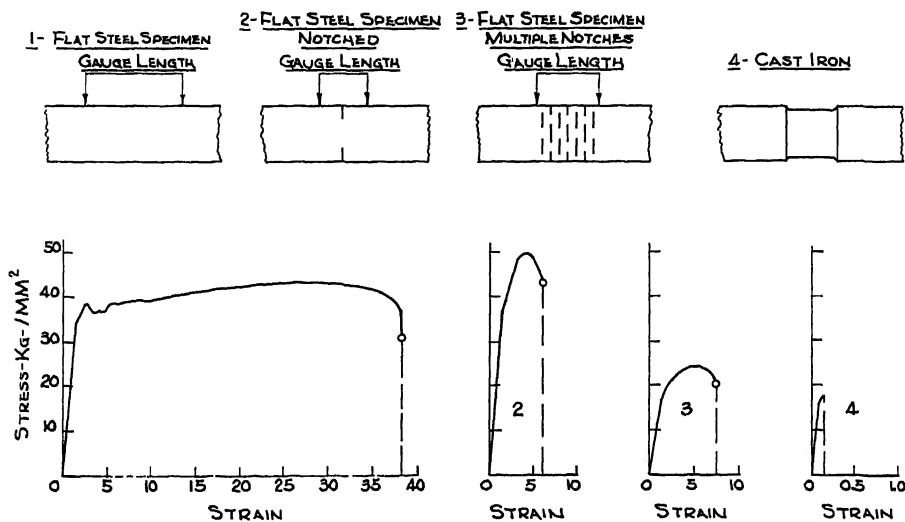 1- FLAT STEEL SPECIMEN
GAUGE LENGTH
2- FLAT STEEL SPECIMEN
NOTCHED
GAUGE LENGTH
3- FLAT STEEL SPECIMEN
MULTIPLE NOTCHES
GAUGE LENGTH
4- CAST IRON
STRESS-KG-/MM²
50
40
30
20
10
0 5 10 15 20 25 30 35 40
STRAIN
2
0 5 10
STRAIN
3
0 5 10
STRAIN
4
0 0.5 1.0
STRAIN